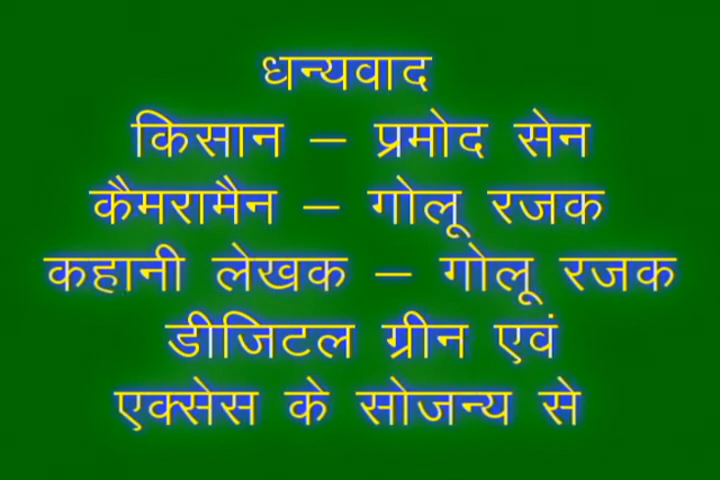 धन्यवाद
किसान – प्रमोद सेन
कैमरामैन – गोलू रजक
कहानी लेखक – गोलू रजक
डीजिटल ग्रीन एवं
एक्सेस के सोजन्य से